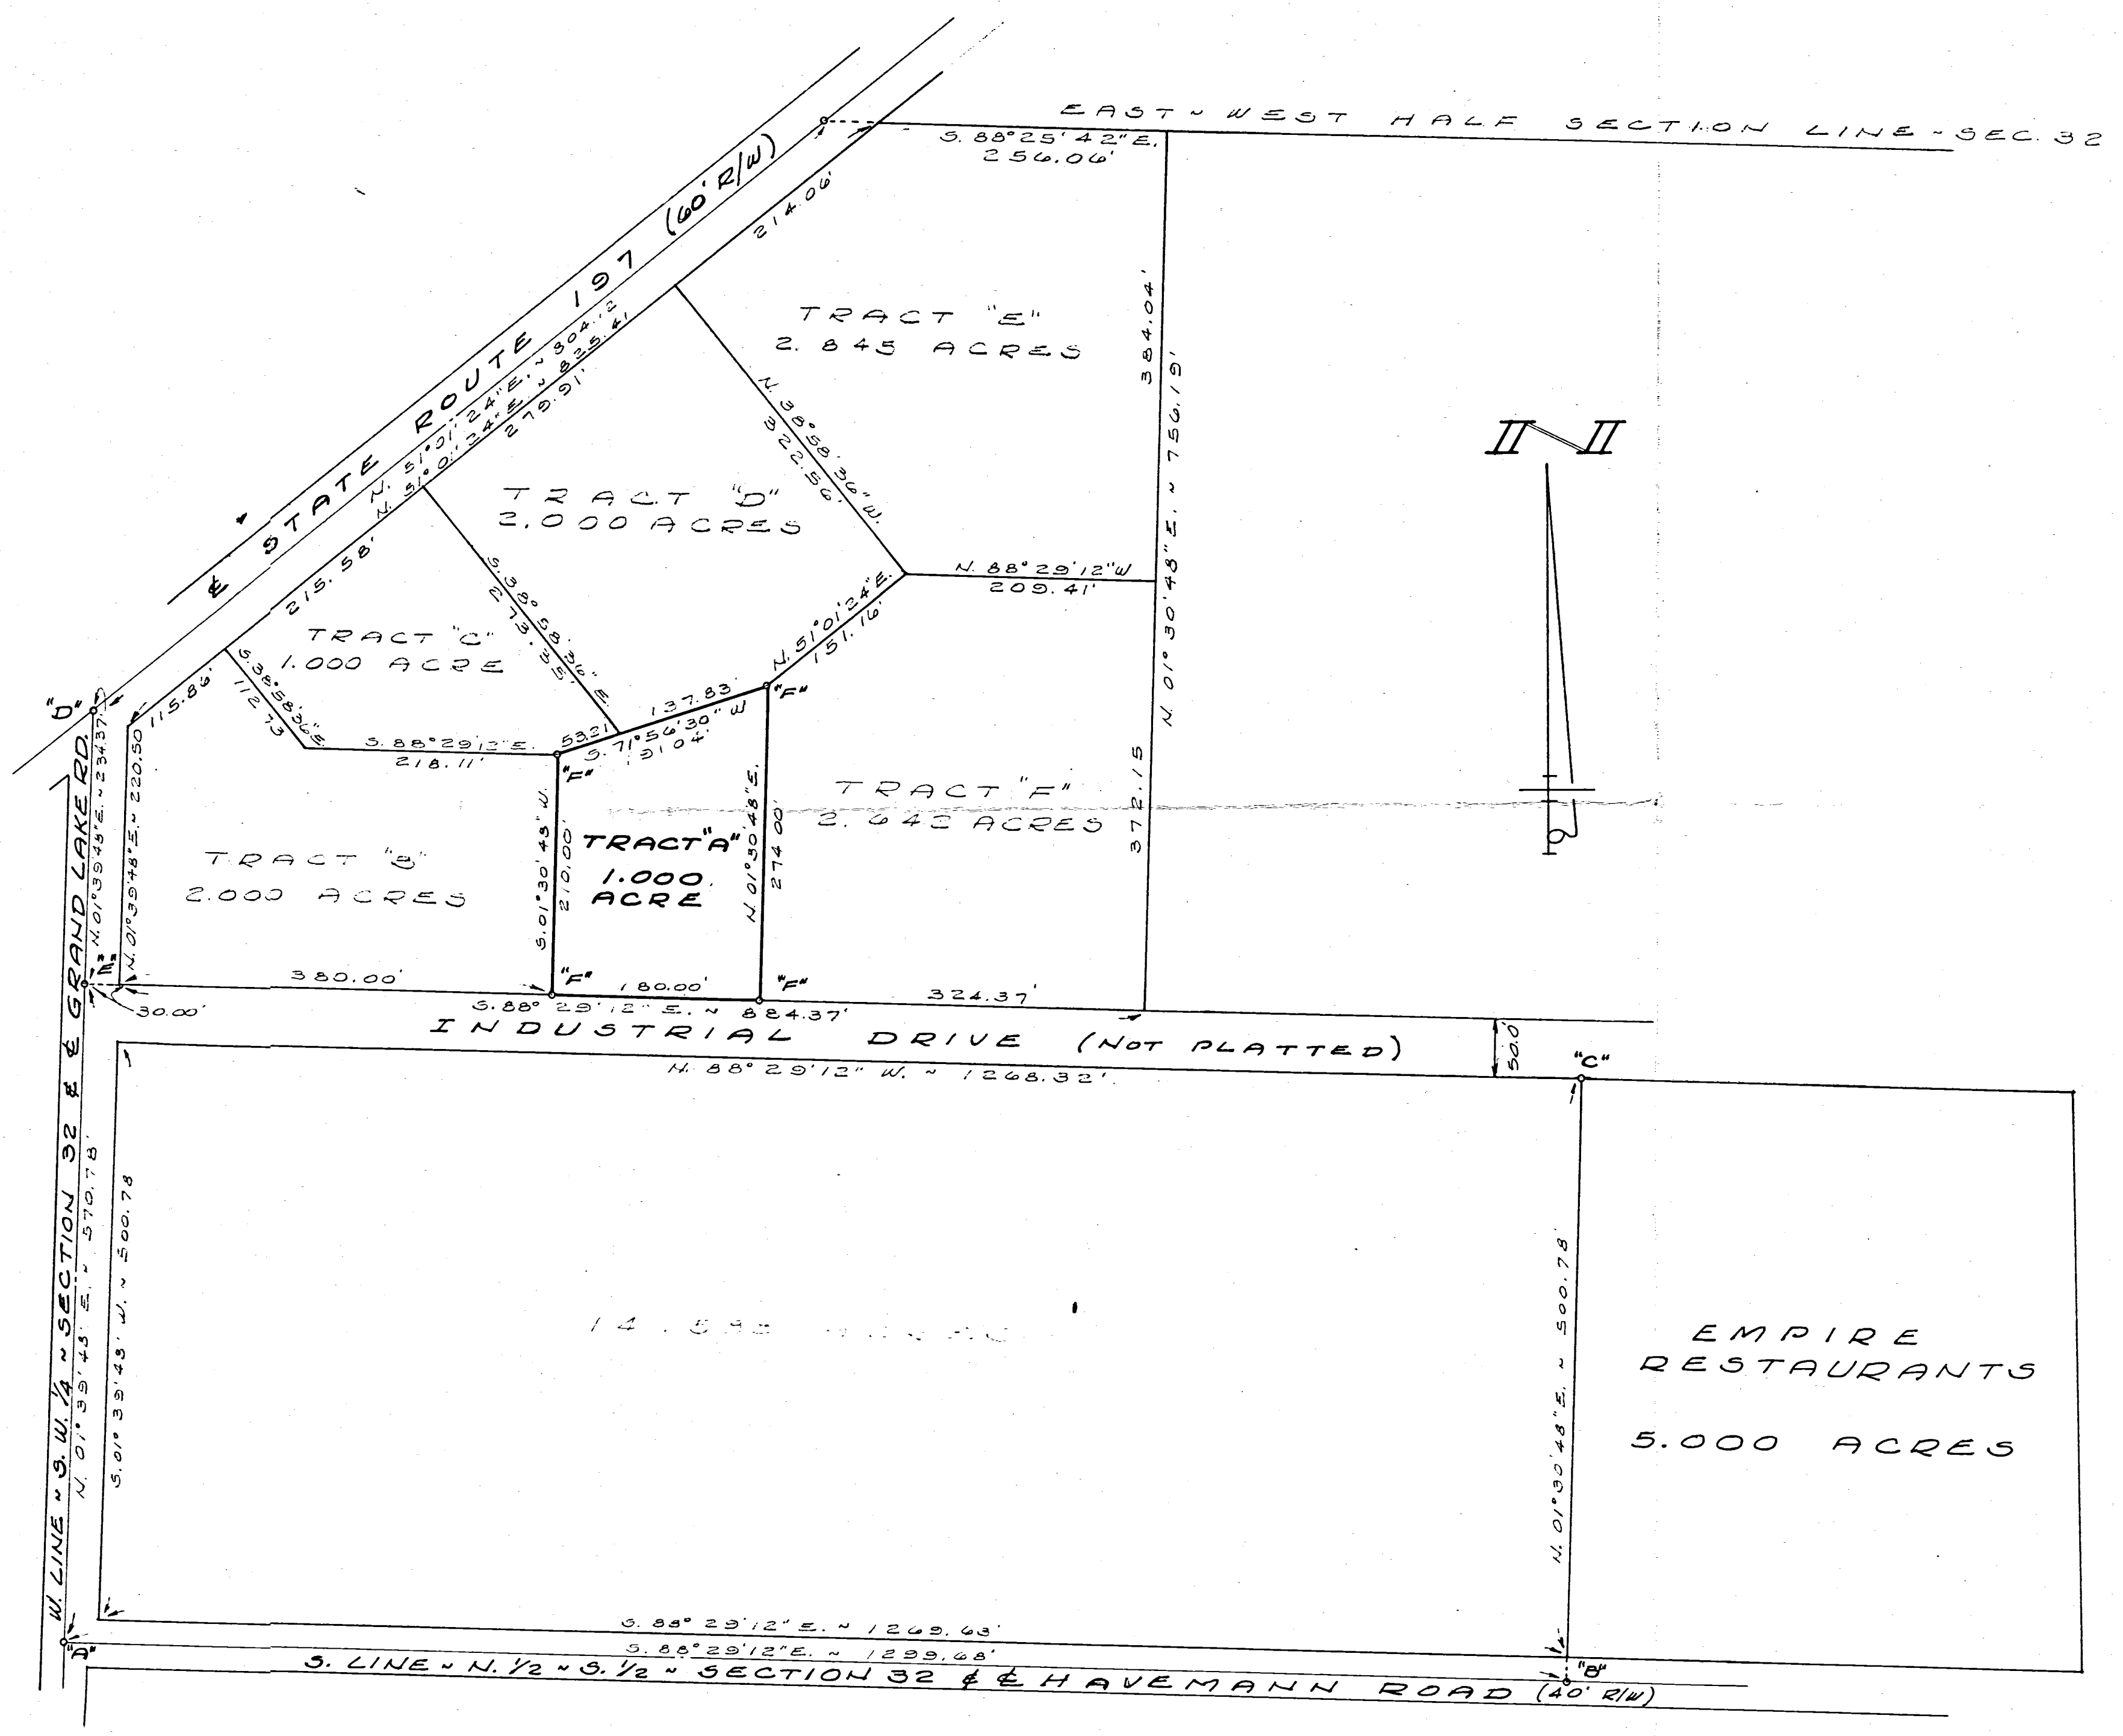 EAST ~ WEST HALF SECTION LINE ~ SEC. 32
S. 88° 25' 42" E.
256.06'
℄ STATE ROUTE 197 (60' R/W)
N. 51° 01' 24" E. ~ 804.12
N. 51° 01' 24" E. ~ 825.41
214.06'
279.91'
215.58'
115.86'
TRACT "E"
2.845 ACRES
384.04'
N. 01° 30' 48" E. ~ 756.19'
372.15
N. 38° 58' 36" W.
322.56'
TRACT "D"
2.000 ACRES
N. 88° 29' 12" W
209.41'
N. 51° 01' 24" E.
151.16'
S. 38° 58' 36" E.
273.35'
TRACT "C"
1.000 ACRE
S. 38° 58' 36" E.
112.73
S. 88° 29' 12" E.
218.11'
53.21
137.83
S. 71° 56' 30" W
191.04'
"F"
"F"
"D"
N. 01° 39' 48" E. ~ 234.37'
N. 01° 39' 48" E. ~ 220.50'
TRACT "B"
2.000 ACRES
S. 01° 30' 48" W.
210.00'
TRACT "A"
1.000
ACRE
N. 01° 30' 48" E.
274.00'
TRACT "F"
2.642 ACRES
"E"
30.00'
380.00'
"F"
180.00'
"F"
324.37'
S. 88° 29' 12" E. ~ 884.37'
INDUSTRIAL DRIVE (NOT PLATTED)
50.0'
N. 88° 29' 12" W. ~ 1268.32'
"C"
W. LINE ~ S. W. 1/4 ~ SECTION 32 & ℄ GRAND LAKE RD.
N. 01° 39' 48" E. ~ 570.78'
S. 01° 39' 48" W. ~ 500.78
N. 01° 30' 48" E. ~ 500.78'
EMPIRE
RESTAURANTS
5.000 ACRES
S. 88° 29' 12" E. ~ 1269.63'
S. 88° 29' 12" E. ~ 1299.68'
"A"
"B"
S. LINE ~ N. 1/2 ~ S. 1/2 ~ SECTION 32 & ℄ HAVEMANN ROAD (40' R/W)